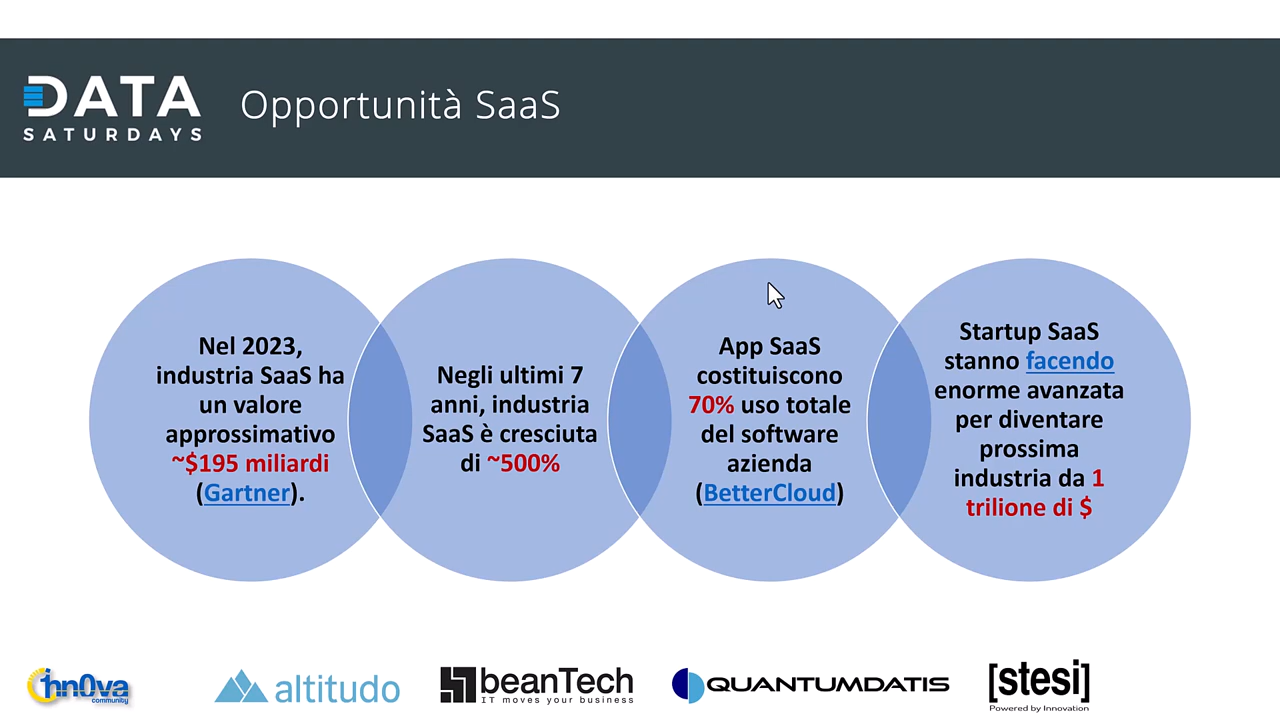 DATA
SATURDAYS
Opportunità SaaS
Nel 2023,
industria SaaS ha
un valore
approssimativo
~$195 miliardi
(Gartner).
Negli ultimi 7
anni, industria
SaaS è cresciuta
di ~500%
App SaaS
costituiscono
70% uso totale
del software
azienda
(BetterCloud)
Startup SaaS
stanno facendo
enorme avanzata
per diventare
prossima
industria da 1
trilione di $
1nn0va
community
altitudo
beanTech
IT moves your business
QUANTUMDATIS
[stesi]
Powered by Innovation